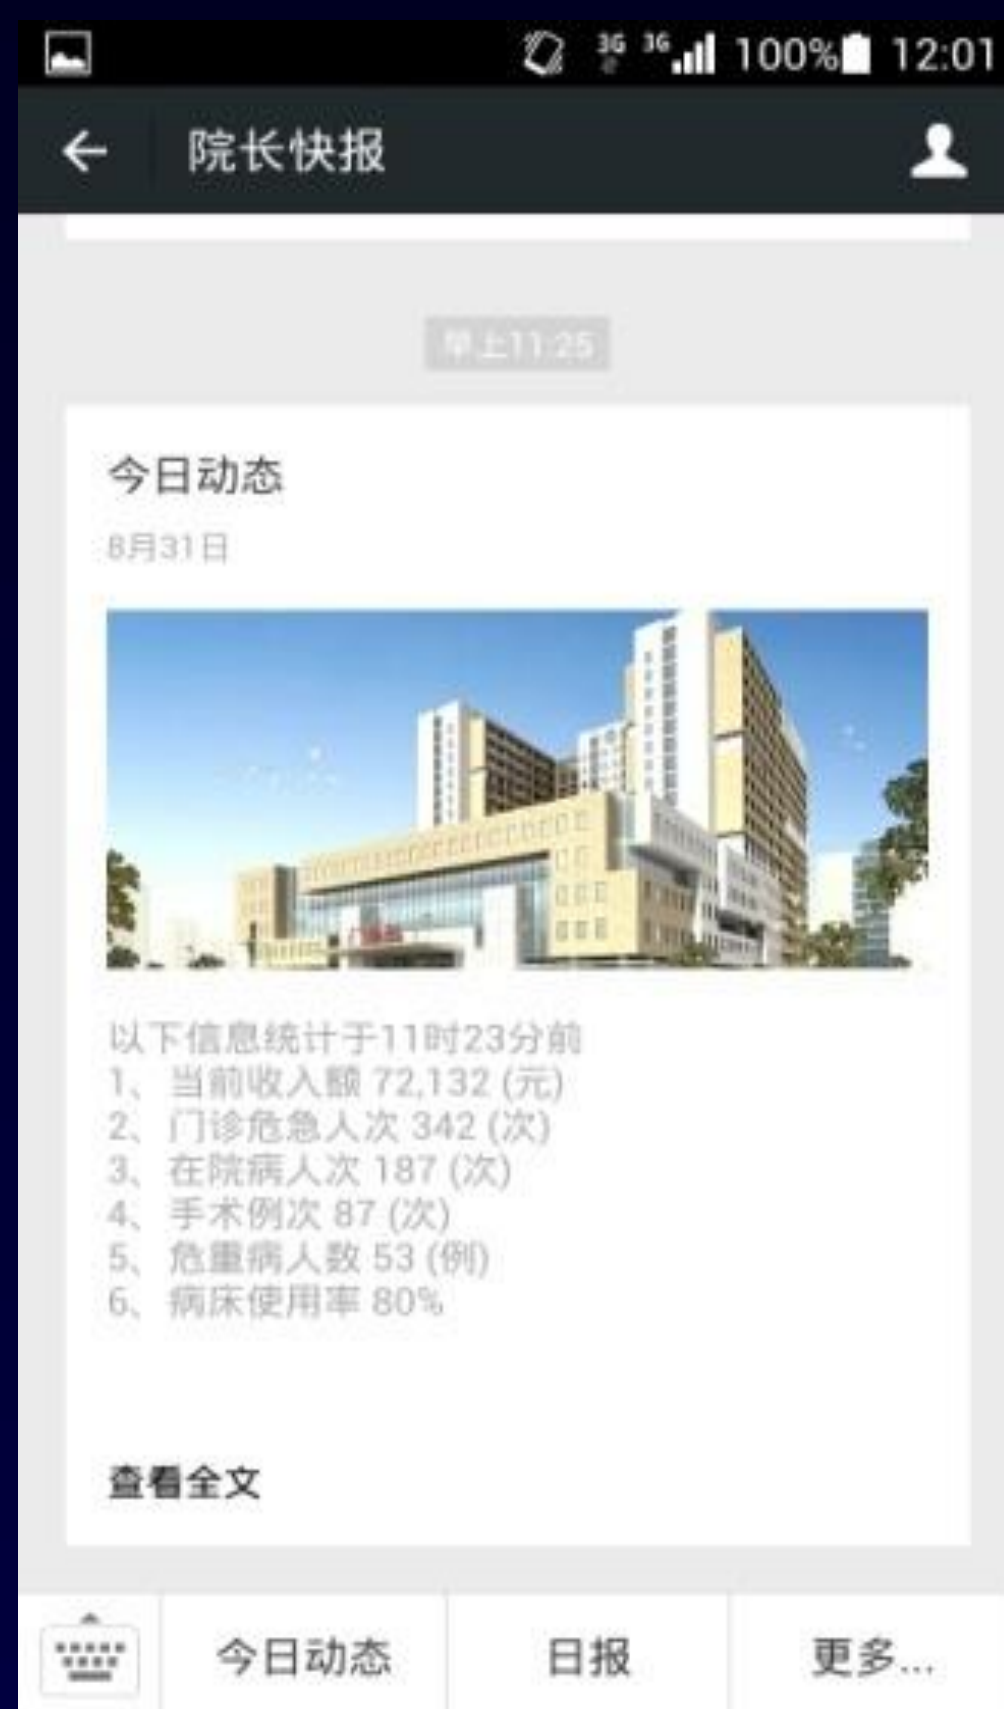 3G 3G 100% 12:01
院长快报
早上11:25
今日动态
8月31日
以下信息统计于11时23分前
1、当前收入额 72,132 (元)
2、门诊危急人次 342 (次)
3、在院病人次 187 (次)
4、手术例次 87 (次)
5、危重病人数 53 (例)
6、病床使用率 80%
查看全文
今日动态
日报
更多...